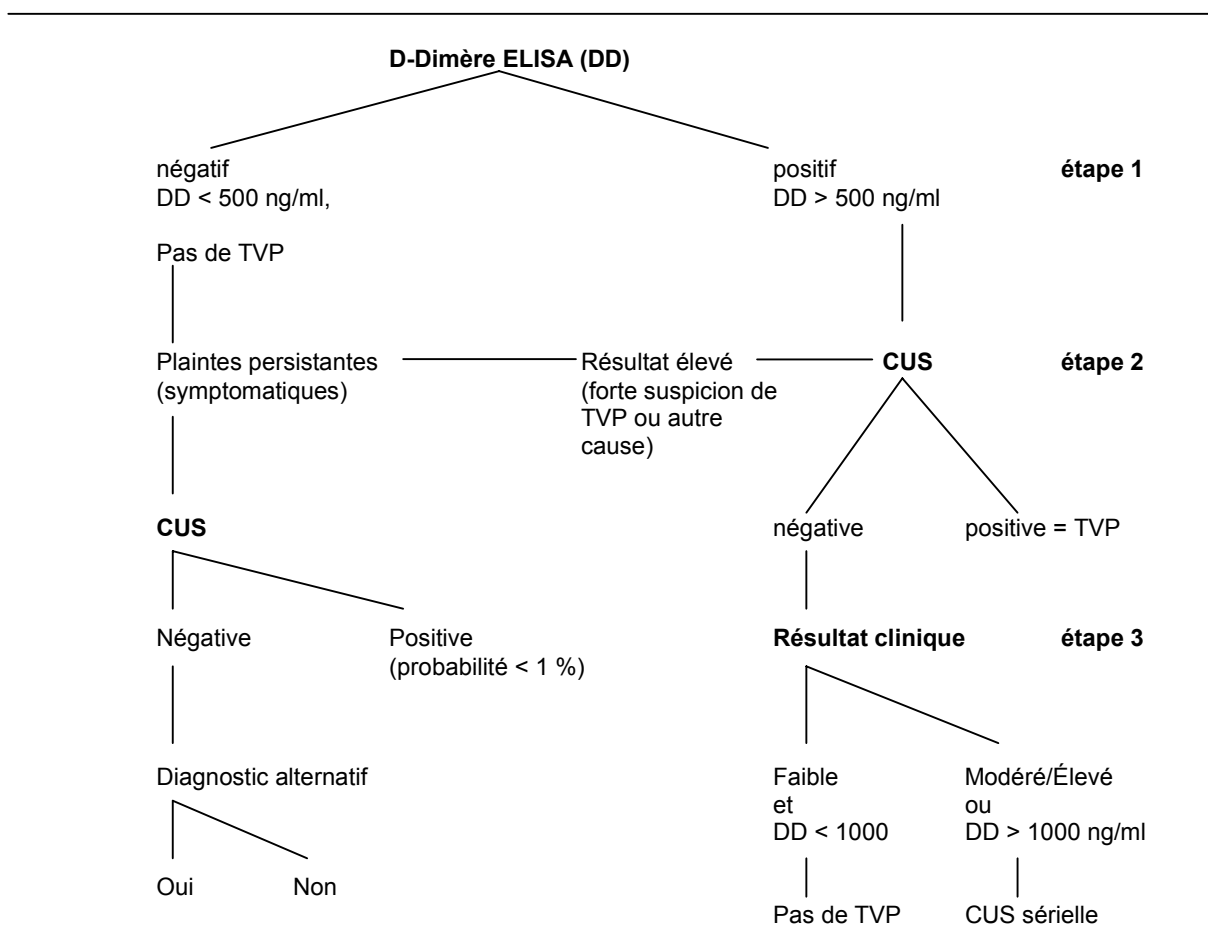 D-Dimère ELISA (DD)
négatif
DD < 500 ng/ml,
positif
DD > 500 ng/ml
étape 1
Pas de TVP
Plaintes persistantes
(symptomatiques)
Résultat élevé
(forte suspicion de
TVP ou autre
cause)
CUS
étape 2
CUS
négative
positive = TVP
Négative
Positive
(probabilité < 1 %)
Résultat clinique
étape 3
Diagnostic alternatif
Faible
et
DD < 1000
Modéré/Élevé
ou
DD > 1000 ng/ml
Oui
Non
Pas de TVP
CUS sérielle